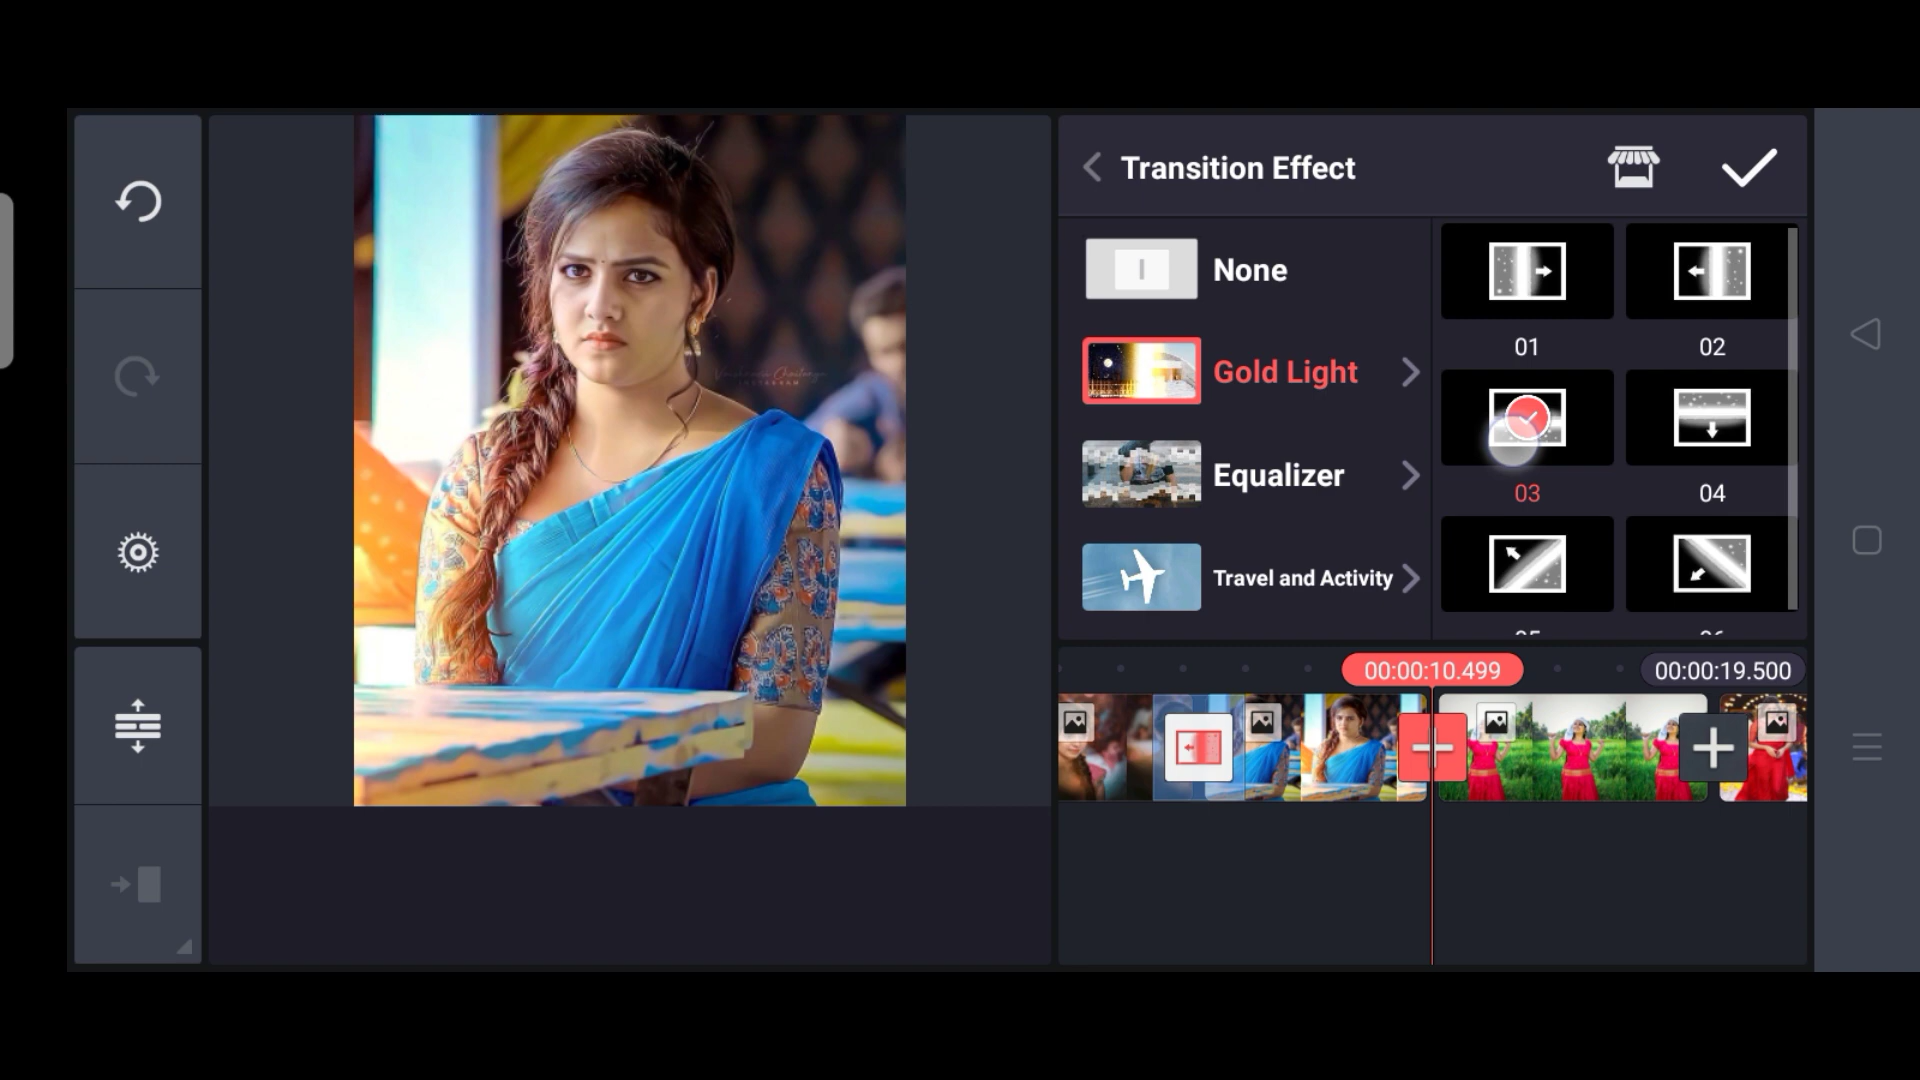 Transition Effect
None
Gold Light
Equalizer
Travel and Activity
01
02
03
04
00:00:10.499
00:00:19.500